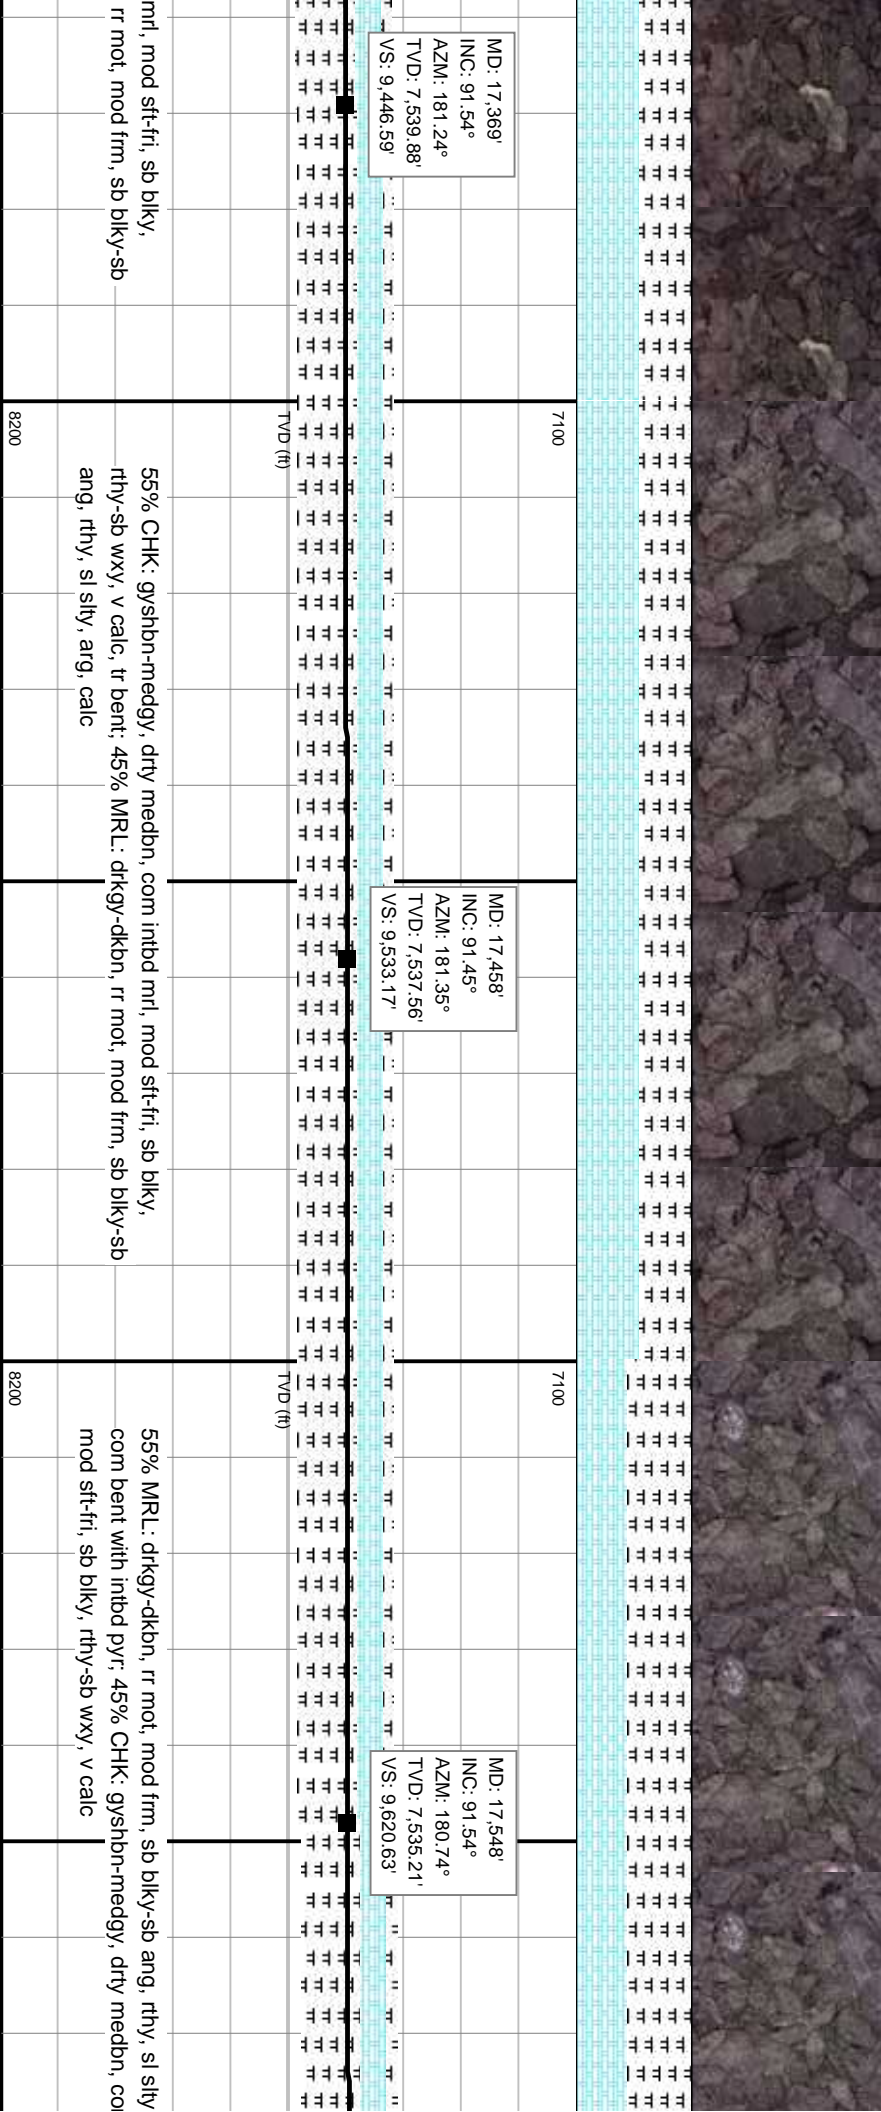 mrl, mod sft-fri, sb blky,
rr mot, mod frm, sb blky-sb
MD: 17,369'
INC: 91.54°
AZM: 181.24°
TVD: 7,539.88'
VS: 9,446.59'
7100
TVD (ft)
8200
55% CHK: gyshbn-medgy, drty medbn, com intbd mrl, mod sft-fri, sb blky,
rthy-sb wxy, v calc, tr bent; 45% MRL: drkgy-dkbn, rr mot, mod frm, sb blky-sb
ang, rthy, sl slty, arg, calc
MD: 17,458'
INC: 91.45°
AZM: 181.35°
TVD: 7,537.56'
VS: 9,533.17'
7100
TVD (ft)
8200
55% MRL: drkgy-dkbn, rr mot, mod frm, sb blky-sb ang, rthy, sl slty
com bent with intbd pyr; 45% CHK: gyshbn-medgy, drty medbn,
mod sft-fri, sb blky, rthy-sb wxy, v calc
MD: 17,548'
INC: 91.54°
AZM: 180.74°
TVD: 7,535.21'
VS: 9,620.63'